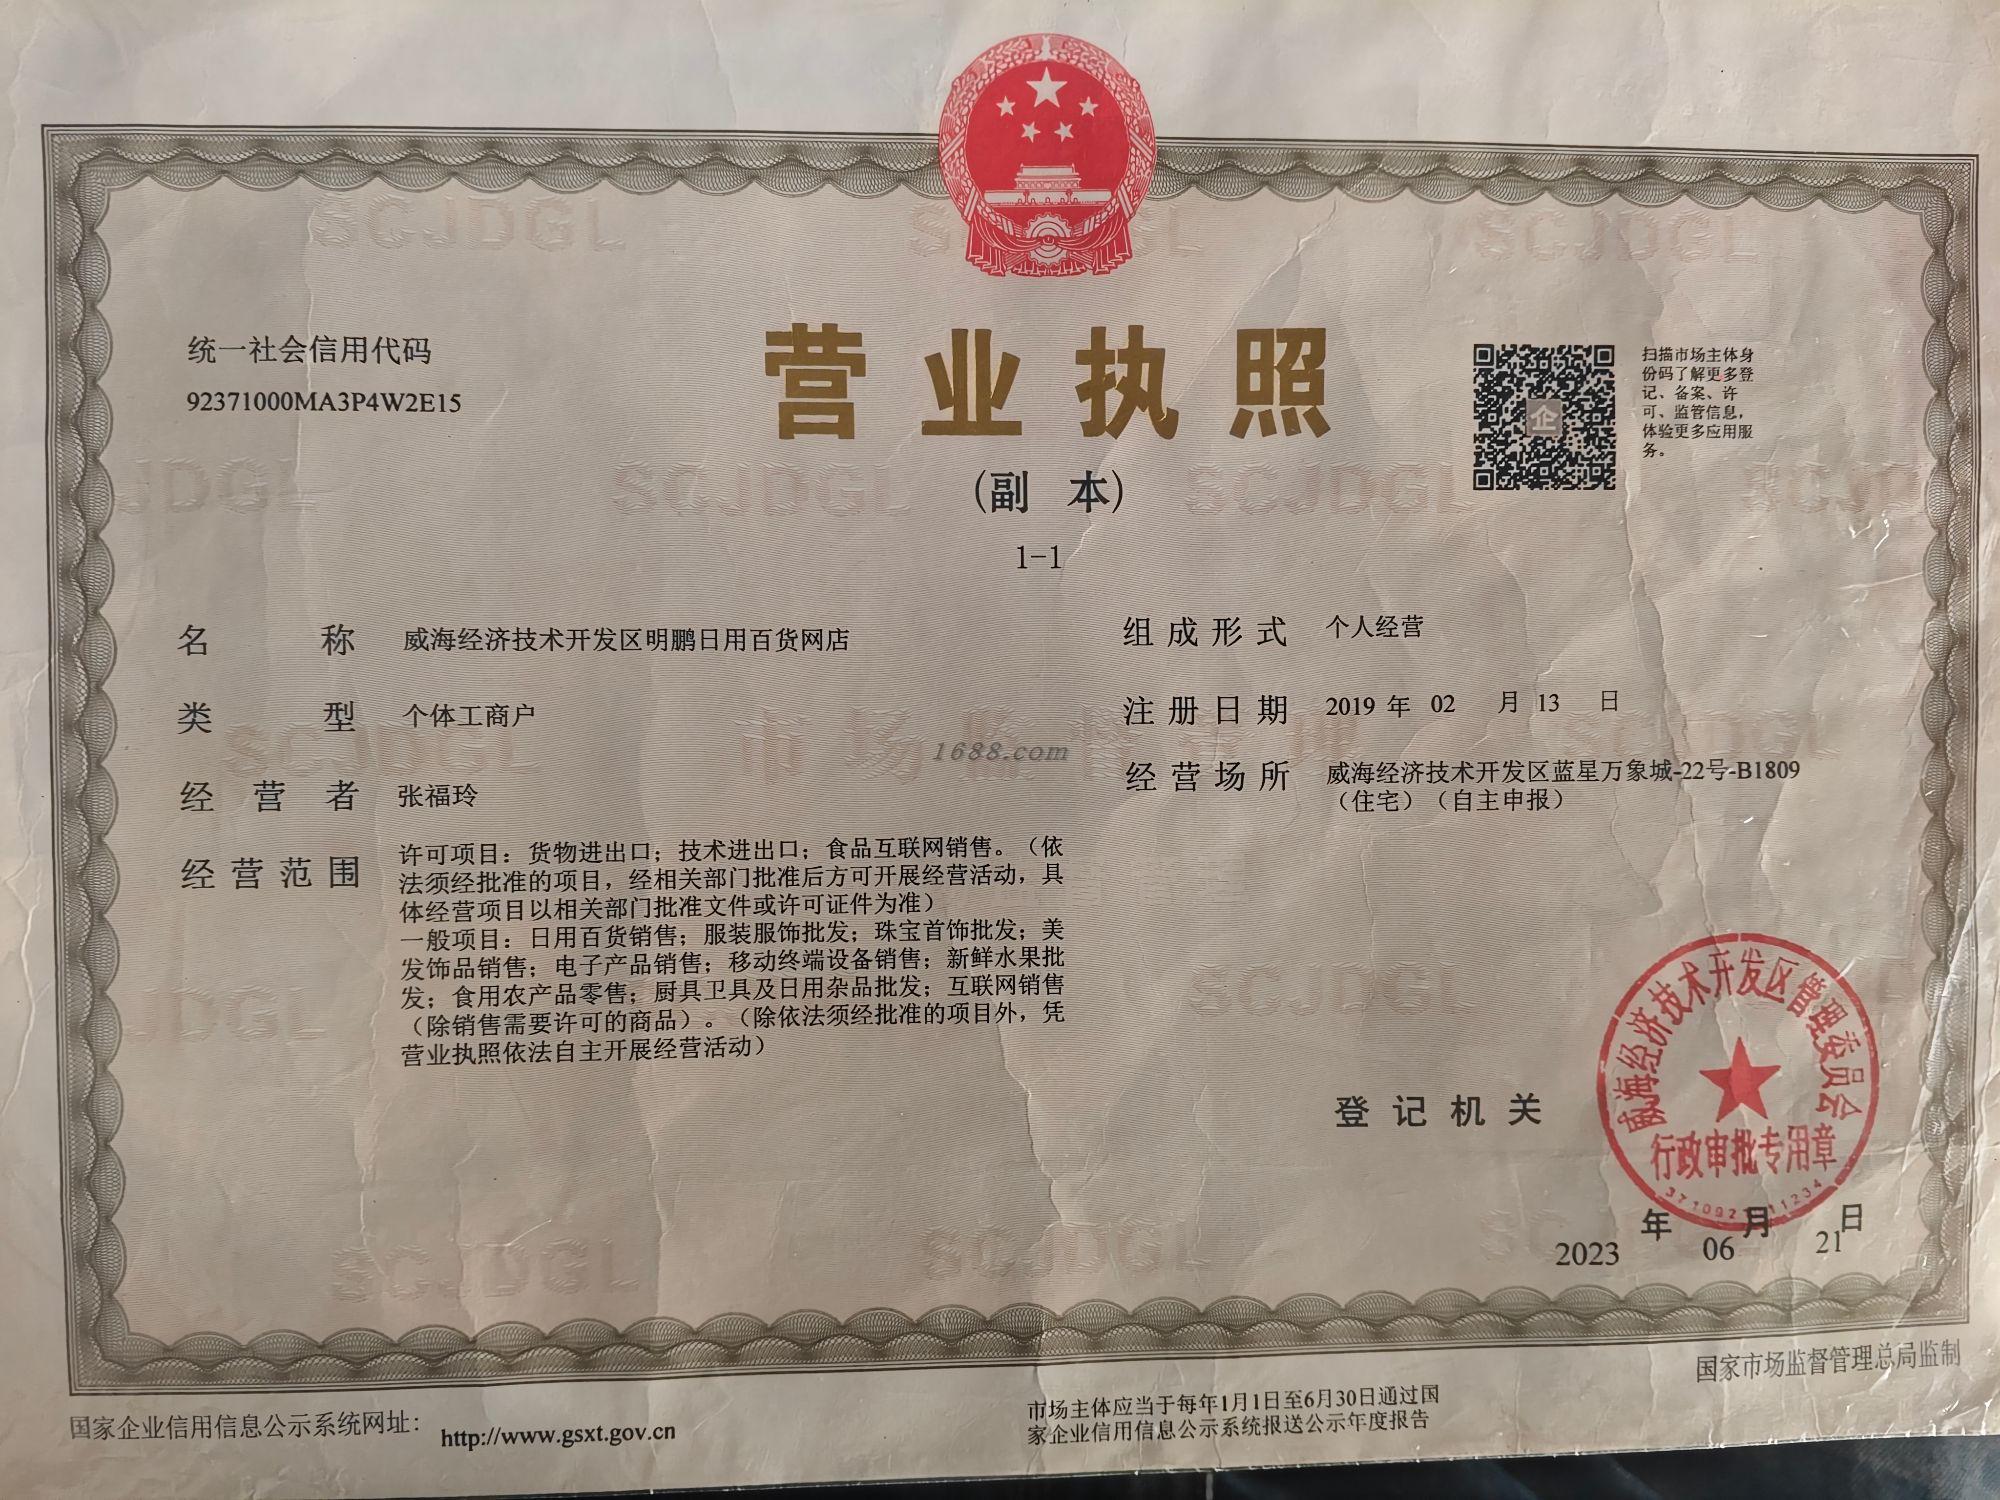 统一社会信用代码
92371000MA3P4W2E15
营业执照
(副 本)
1-1
扫描市场主体身
份码了解更多登
记、备案、许
可、监管信息，
体验更多应用服
务。
企
名 称 威海经济技术开发区明鹏日用百货网店
类 型 个体工商户
经 营 者 张福玲
经营范围 许可项目：货物进出口；技术进出口；食品互联网销售。（依
法须经批准的项目，经相关部门批准后方可开展经营活动，具
体经营项目以相关部门批准文件或许可证件为准）
一般项目：日用百货销售；服装服饰批发；珠宝首饰批发；美
发饰品销售；电子产品销售；移动终端设备销售；新鲜水果批
发；食用农产品零售；厨具卫具及日用杂品批发；互联网销售
（除销售需要许可的商品）。（除依法须经批准的项目外，凭
营业执照依法自主开展经营活动）
组成形式 个人经营
注册日期 2019 年 02 月 13 日
经营场所 威海经济技术开发区蓝星万象城-22号-B1809
（住宅）（自主申报）
1688.com
登记机关
威海经济技术开发区管理委员会
行政审批专用章
2023 年 06 月 21 日
国家市场监督管理总局监制
国家企业信用信息公示系统网址：http://www.gsxt.gov.cn
市场主体应当于每年1月1日至6月30日通过国
家企业信用信息公示系统报送公示年度报告
SCJDGL